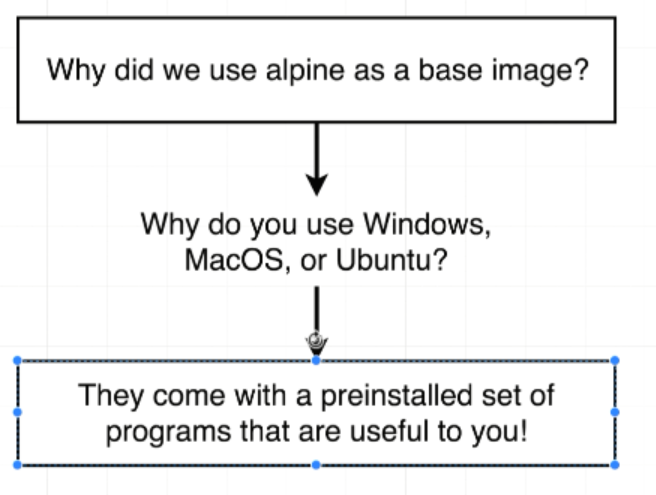 Why did we use alpine as a base image?
Why do you use Windows,
MacOS, or Ubuntu?
They come with a preinstalled set of
programs that are useful to you!